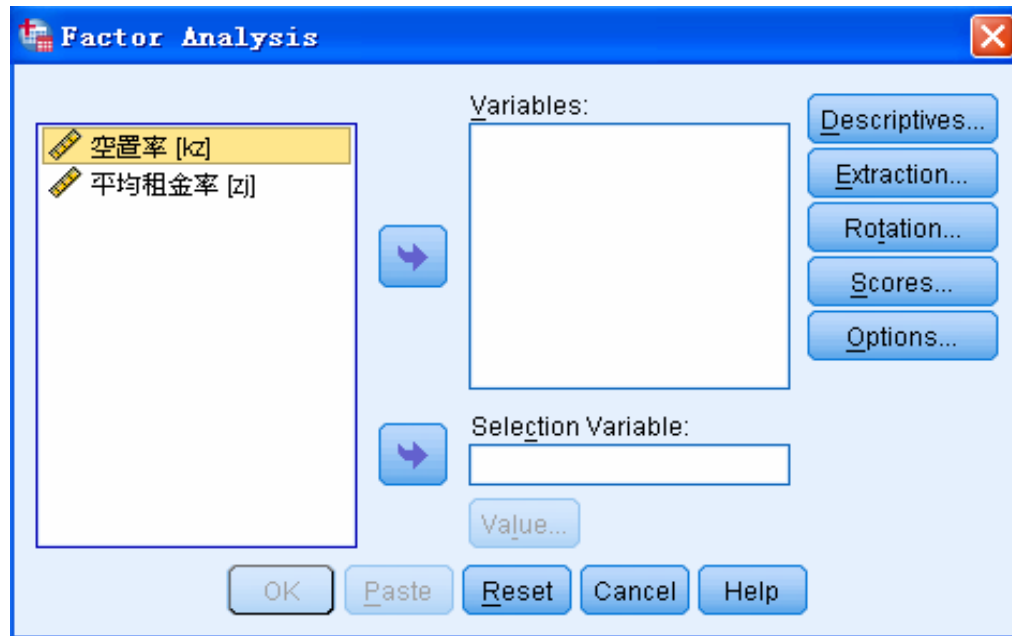 Factor Analysis
空置率 [kz]
平均租金率 [zj]
Variables:
Selection Variable:
Value...
Descriptives...
Extraction...
Rotation...
Scores...
Options...
OK
Paste
Reset
Cancel
Help